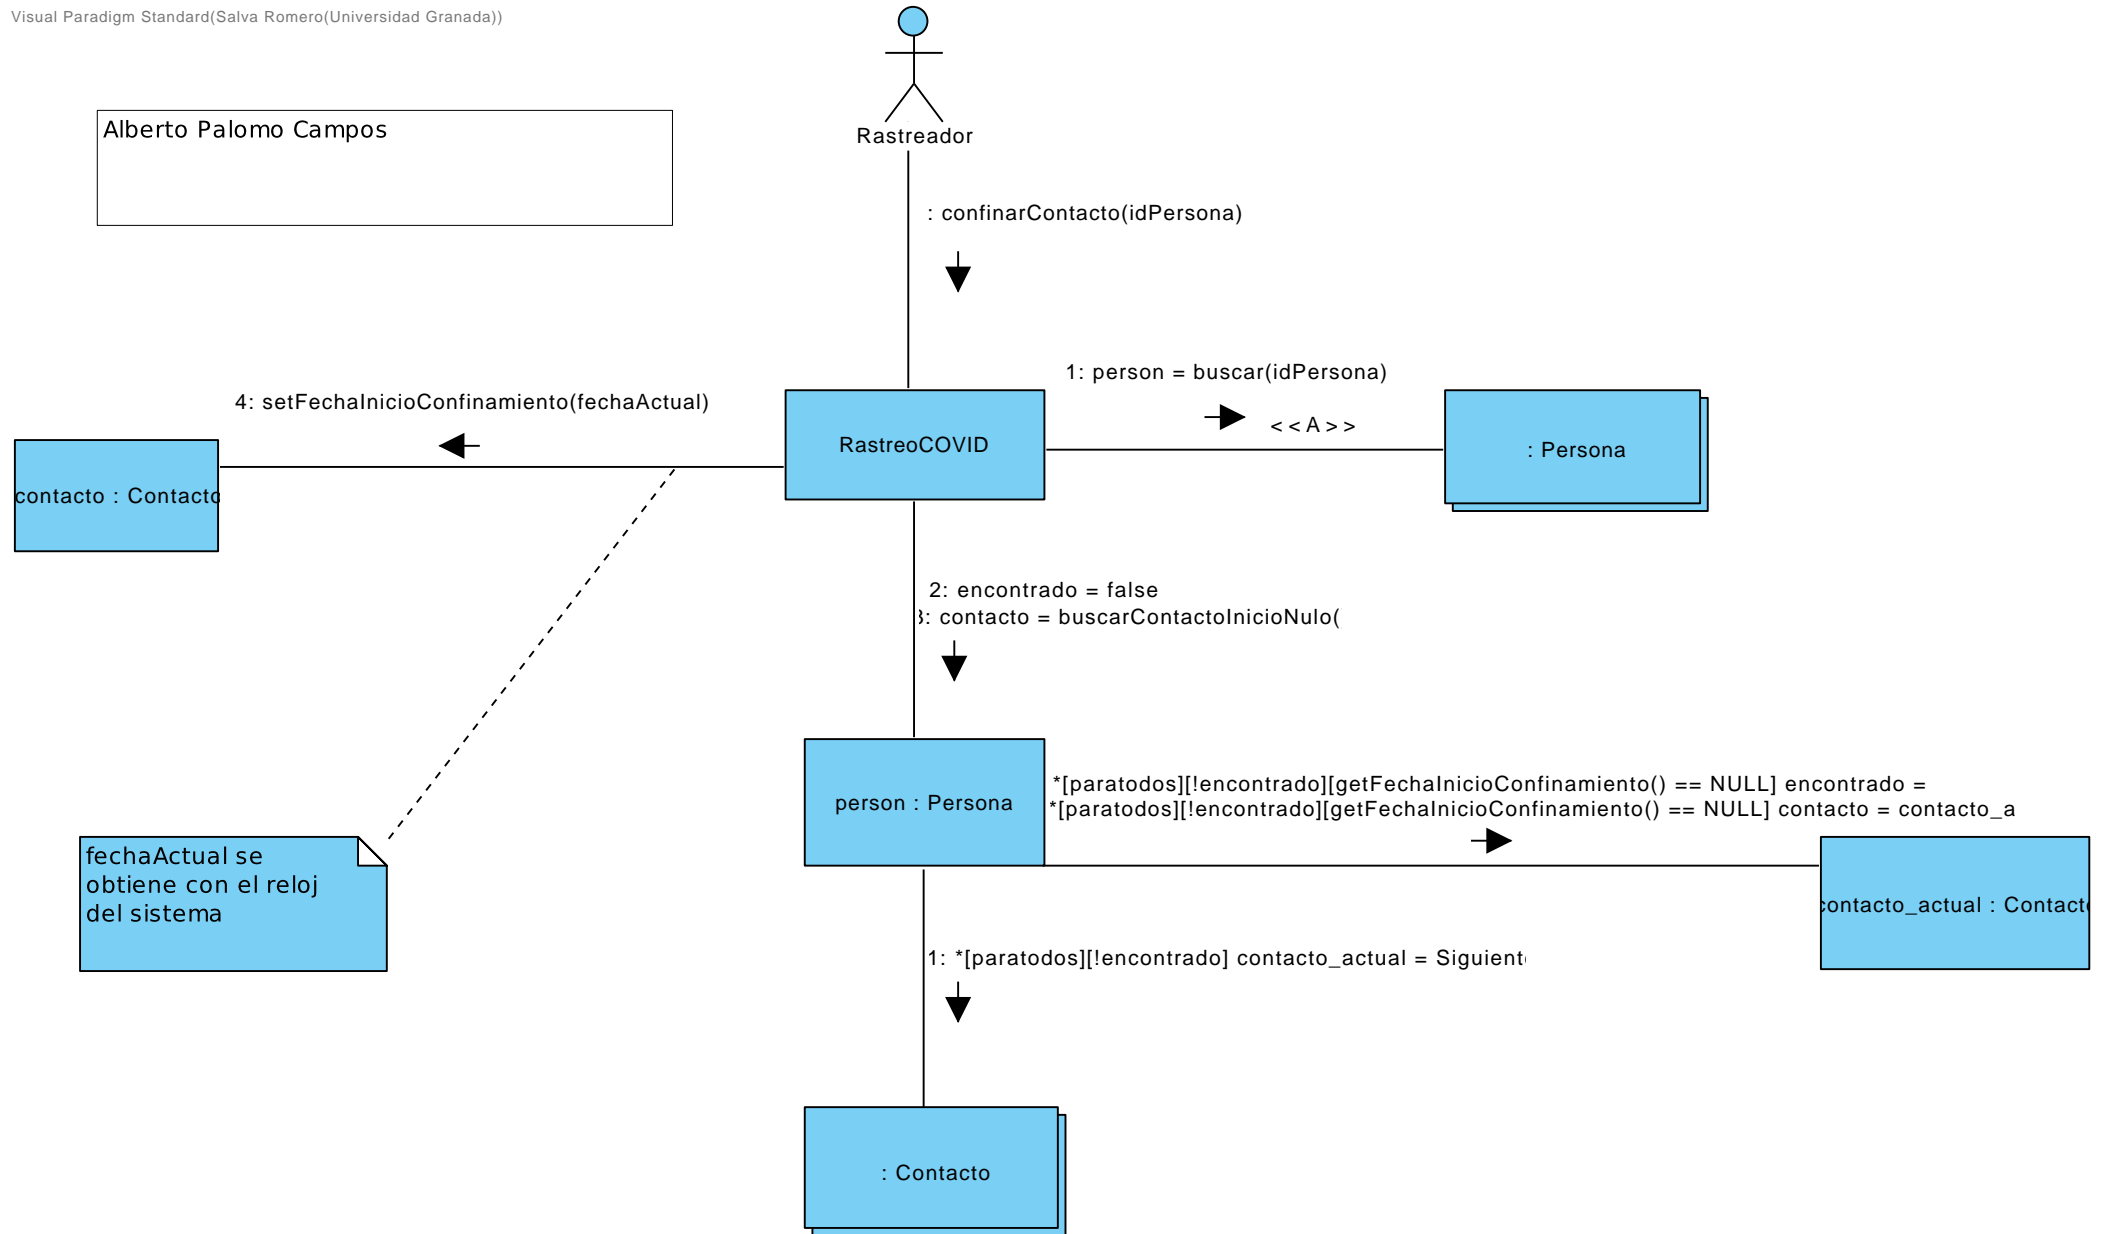 Visual Paradigm Standard(Salva Romero(Universidad Granada))
Alberto Palomo Campos
Rastreador
: confinarContacto(idPersona)
1: person = buscar(idPersona)
<<A>>
4: setFechaInicioConfinamiento(fechaActual)
RastreoCOVID
: Persona
contacto : Contacto
2: encontrado = false
3: contacto = buscarContactoInicioNulo(
*[paratodos][!encontrado][getFechaInicioConfinamiento() == NULL] encontrado =
*[paratodos][!encontrado][getFechaInicioConfinamiento() == NULL] contacto = contacto_a
person : Persona
fechaActual se
obtiene con el reloj
del sistema
contacto_actual : Contacto
1: *[paratodos][!encontrado] contacto_actual = Siguient
: Contacto